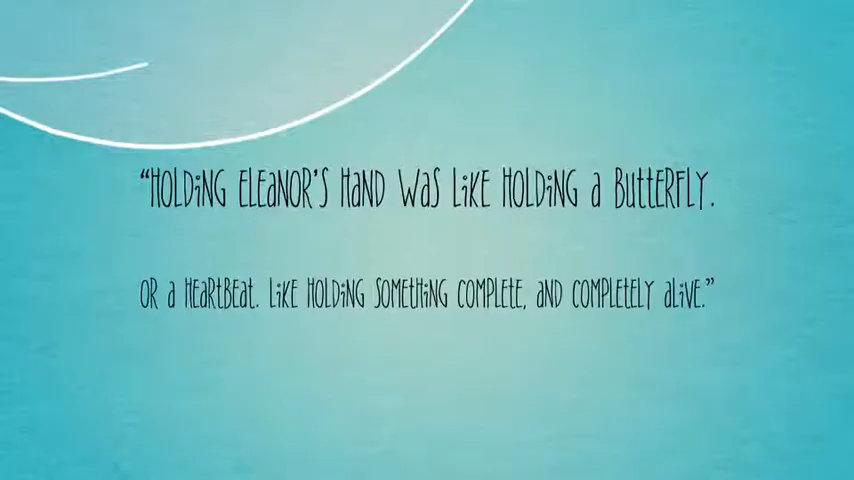 “HOLDiNG ELEaNOR’S HaND WaS LiKE HOLDiNG a BUttERFLY.
OR a HEaRtBEat. LiKE HOLDiNG SOMEtHiNG COMPLEtE, aND COMPLEtELY aLiVE.”